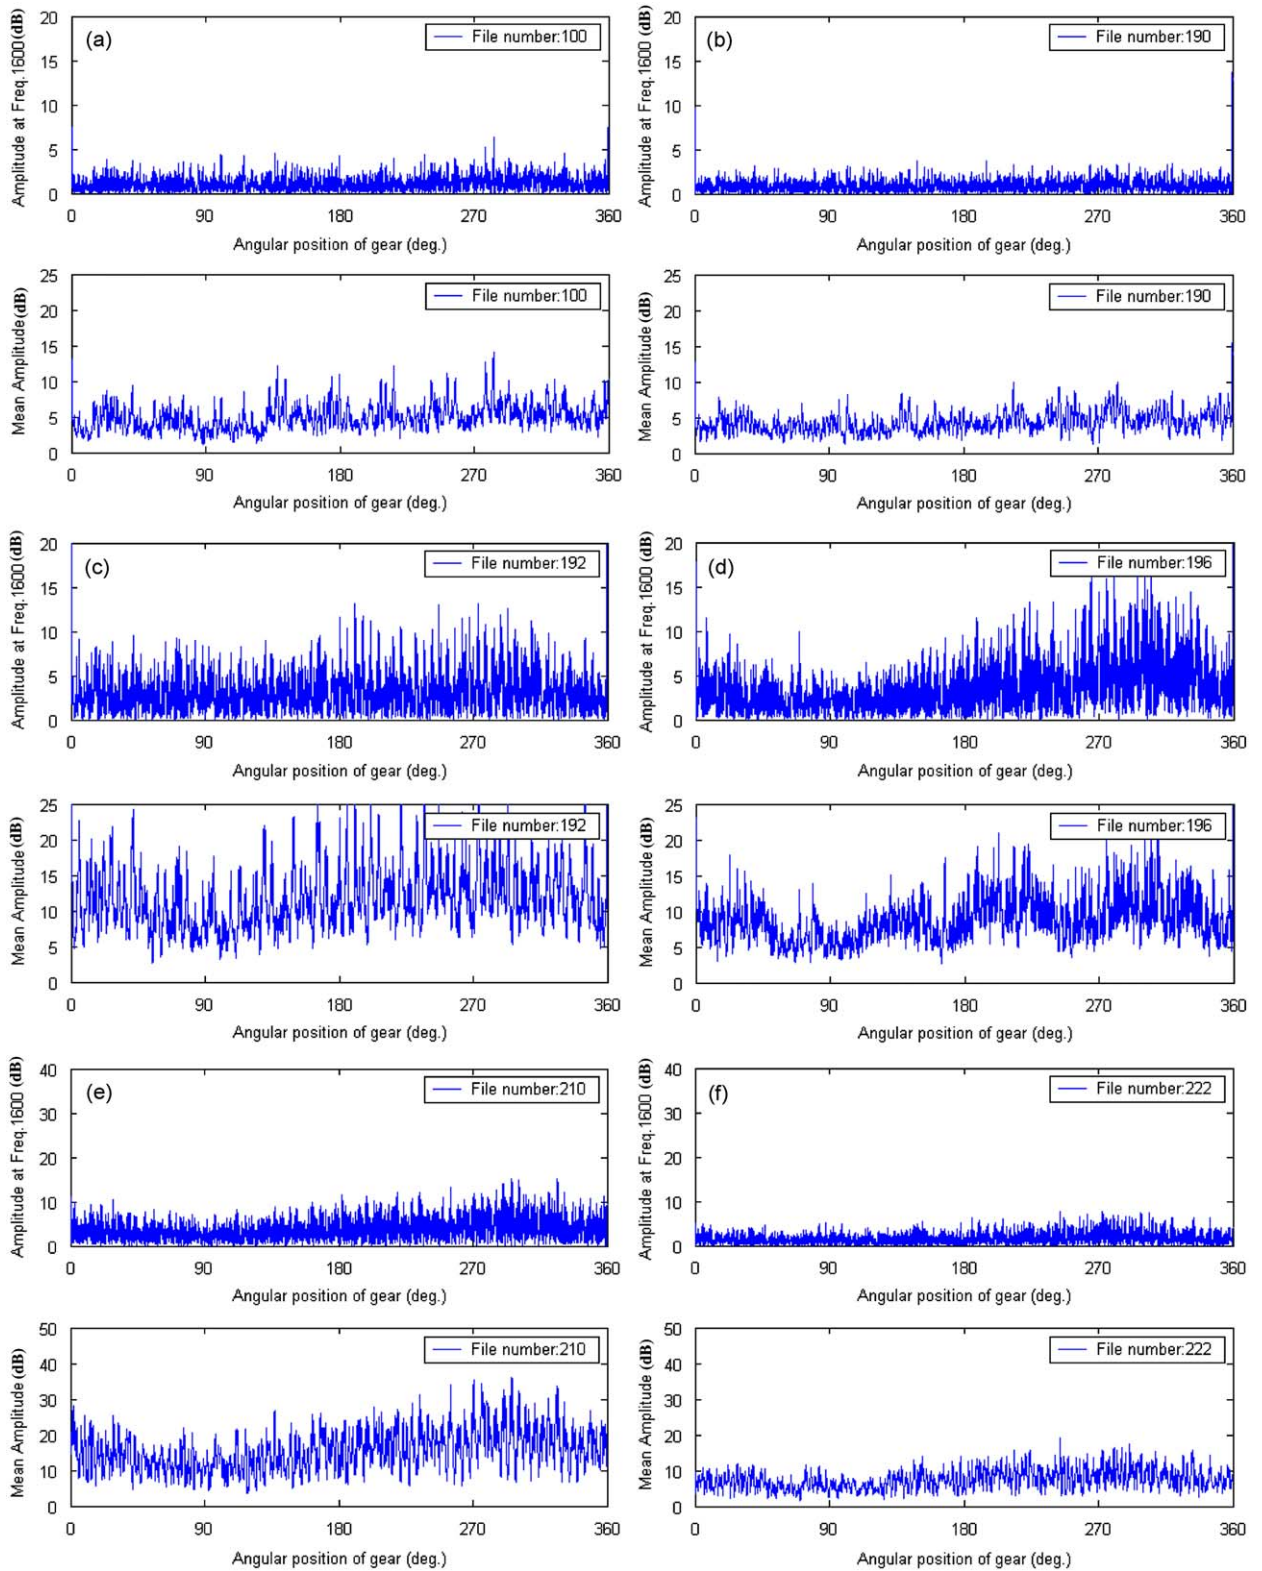 (a)
File number:100
Amplitude at Freq.1600(dB)
20
15
10
5
0
0 90 180 270 360
Angular position of gear (deg.)
(b)
File number:190
Amplitude at Freq.1600 (dB)
20
15
10
5
0
0 90 180 270 360
Angular position of gear (deg.)
File number:100
Mean Amplitude(dB)
25
20
15
10
5
0
0 90 180 270 360
Angular position of gear (deg.)
File number:190
Mean Amplitude(dB)
25
20
15
10
5
0
0 90 180 270 360
Angular position of gear (deg.)
(c)
File number:192
Amplitude at Freq.1600 (dB)
20
15
10
5
0
0 90 180 270 360
Angular position of gear (deg.)
(d)
File number:196
Amplitude at Freq.1600 (dB)
20
15
10
5
0
0 90 180 270 360
Angular position of gear (deg.)
File number:192
Mean Amplitude(dB)
25
20
15
10
5
0
0 90 180 270 360
Angular position of gear (deg.)
File number:196
Mean Amplitude(dB)
25
20
15
10
5
0
0 90 180 270 360
Angular position of gear (deg.)
(e)
File number:210
Amplitude at Freq.1600 (dB)
40
30
20
10
0
0 90 180 270 360
Angular position of gear (deg.)
(f)
File number:222
Amplitude at Freq.1600 (dB)
40
30
20
10
0
0 90 180 270 360
Angular position of gear (deg.)
File number:210
Mean Amplitude (dB)
50
40
30
20
10
0
0 90 180 270 360
Angular position of gear (deg.)
File number:222
Mean Amplitude (dB)
50
40
30
20
10
0
0 90 180 270 360
Angular position of gear (deg.)